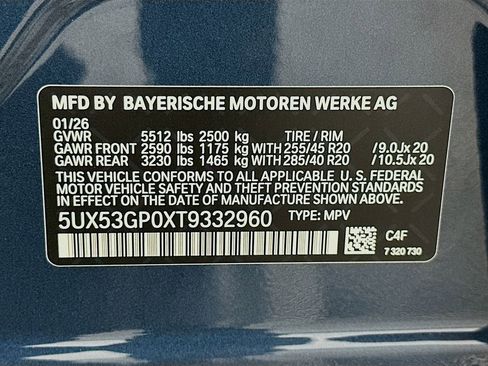 MFD BY BAYERISCHE MOTOREN WERKE AG
01/26
GVWR 5512 lbs 2500 kg TIRE / RIM
GAWR FRONT 2590 lbs 1175 kg WITH 255/45 R20 /9.0Jx 20
GAWR REAR 3230 lbs 1465 kg WITH 285/40 R20 /10.5Jx 20
THIS VEHICLE CONFORMS TO ALL APPLICABLE U. S. FEDERAL
MOTOR VEHICLE SAFETY AND THEFT PREVENTION STANDARDS
IN EFFECT ON THE DATE OF MANUFACTURE SHOWN ABOVE.
5UX53GP0XT9332960 TYPE: MPV
C4F
7 320 730